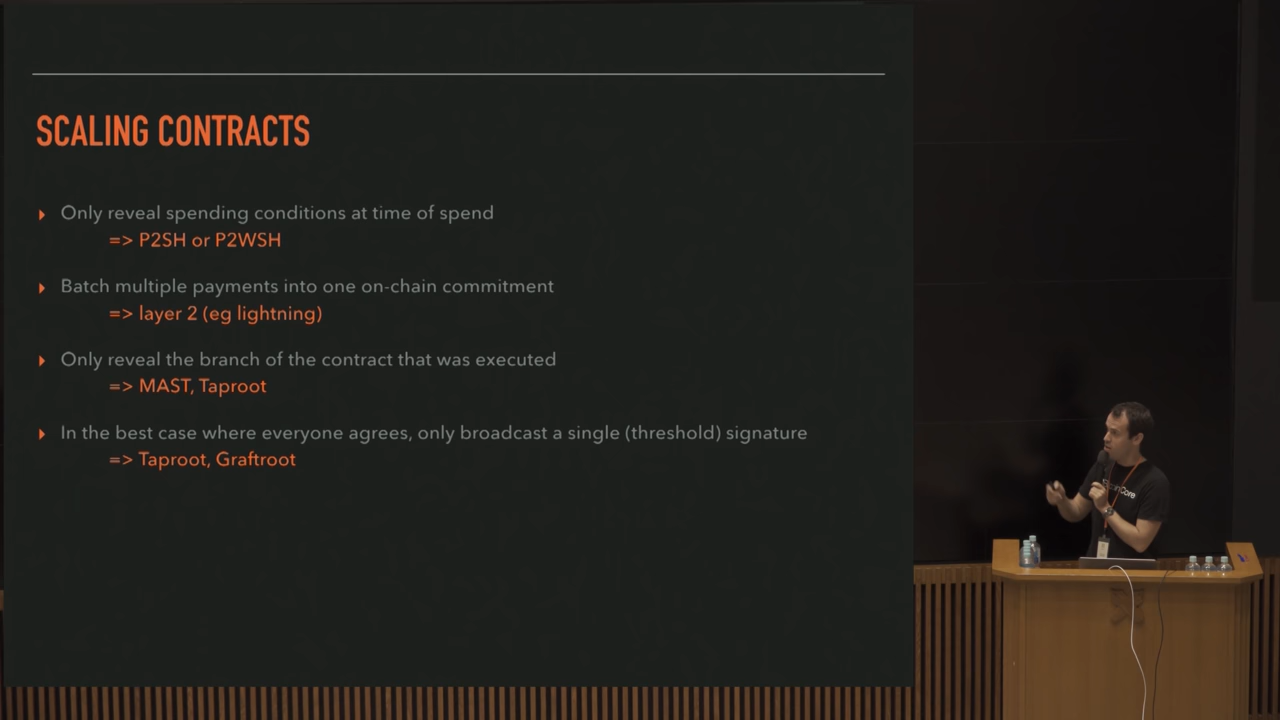 SCALING CONTRACTS
Only reveal spending conditions at time of spend
=> P2SH or P2WSH
Batch multiple payments into one on-chain commitment
=> layer 2 (eg lightning)
Only reveal the branch of the contract that was executed
=> MAST, Taproot
In the best case where everyone agrees, only broadcast a single (threshold) signature
=> Taproot, Graftroot